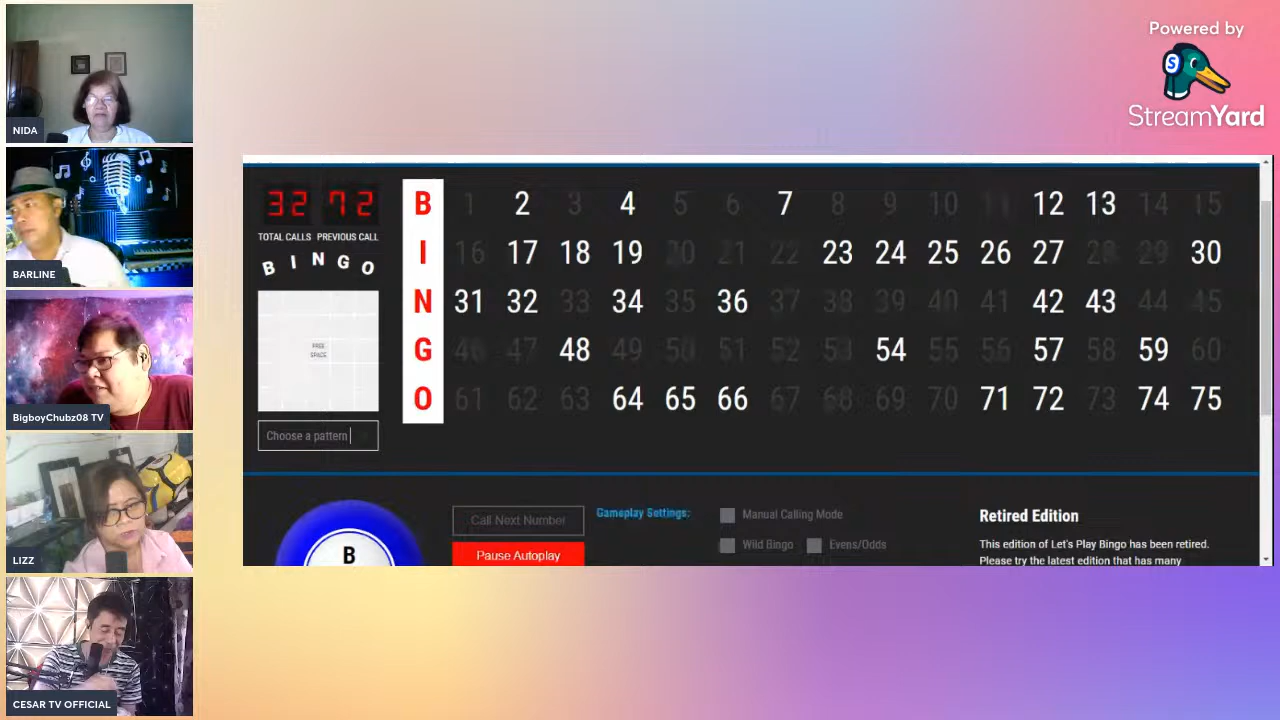 Powered by
S
StreamYard
NIDA
BARLINE
BigboyChubz08 TV
LIZZ
CESAR TV OFFICIAL
32 72
TOTAL CALLS PREVIOUS CALL
BINGO
FREE
SPACE
Choose a pattern
B 1 2 3 4 5 6 7 8 9 10 11 12 13 14 15
I 16 17 18 19 20 21 22 23 24 25 26 27 28 29 30
N 31 32 33 34 35 36 37 38 39 40 41 42 43 44 45
G 46 47 48 49 50 51 52 53 54 55 56 57 58 59 60
O 61 62 63 64 65 66 67 68 69 70 71 72 73 74 75
B
Call Next Number
Pause Autoplay
Gameplay Settings:
Manual Calling Mode
Wild Bingo Evens/Odds
Retired Edition
This edition of Let's Play Bingo has been retired.
Please try the latest edition that has many